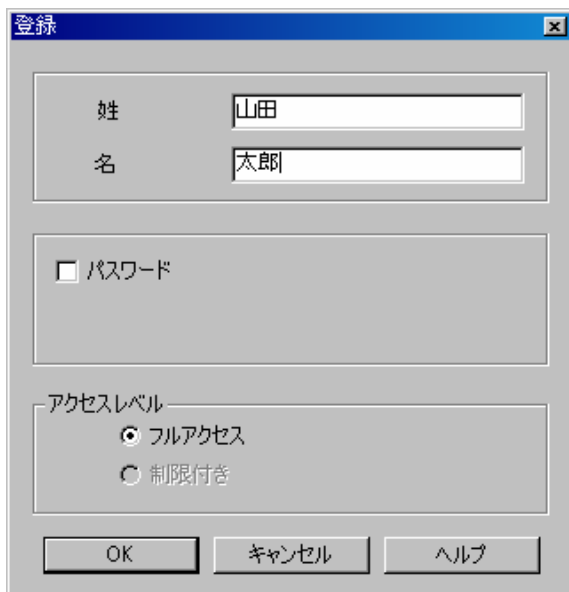 登録
姓 山田
名 太郎
パスワード
アクセスレベル
フルアクセス
制限付き
OK キャンセル ヘルプ